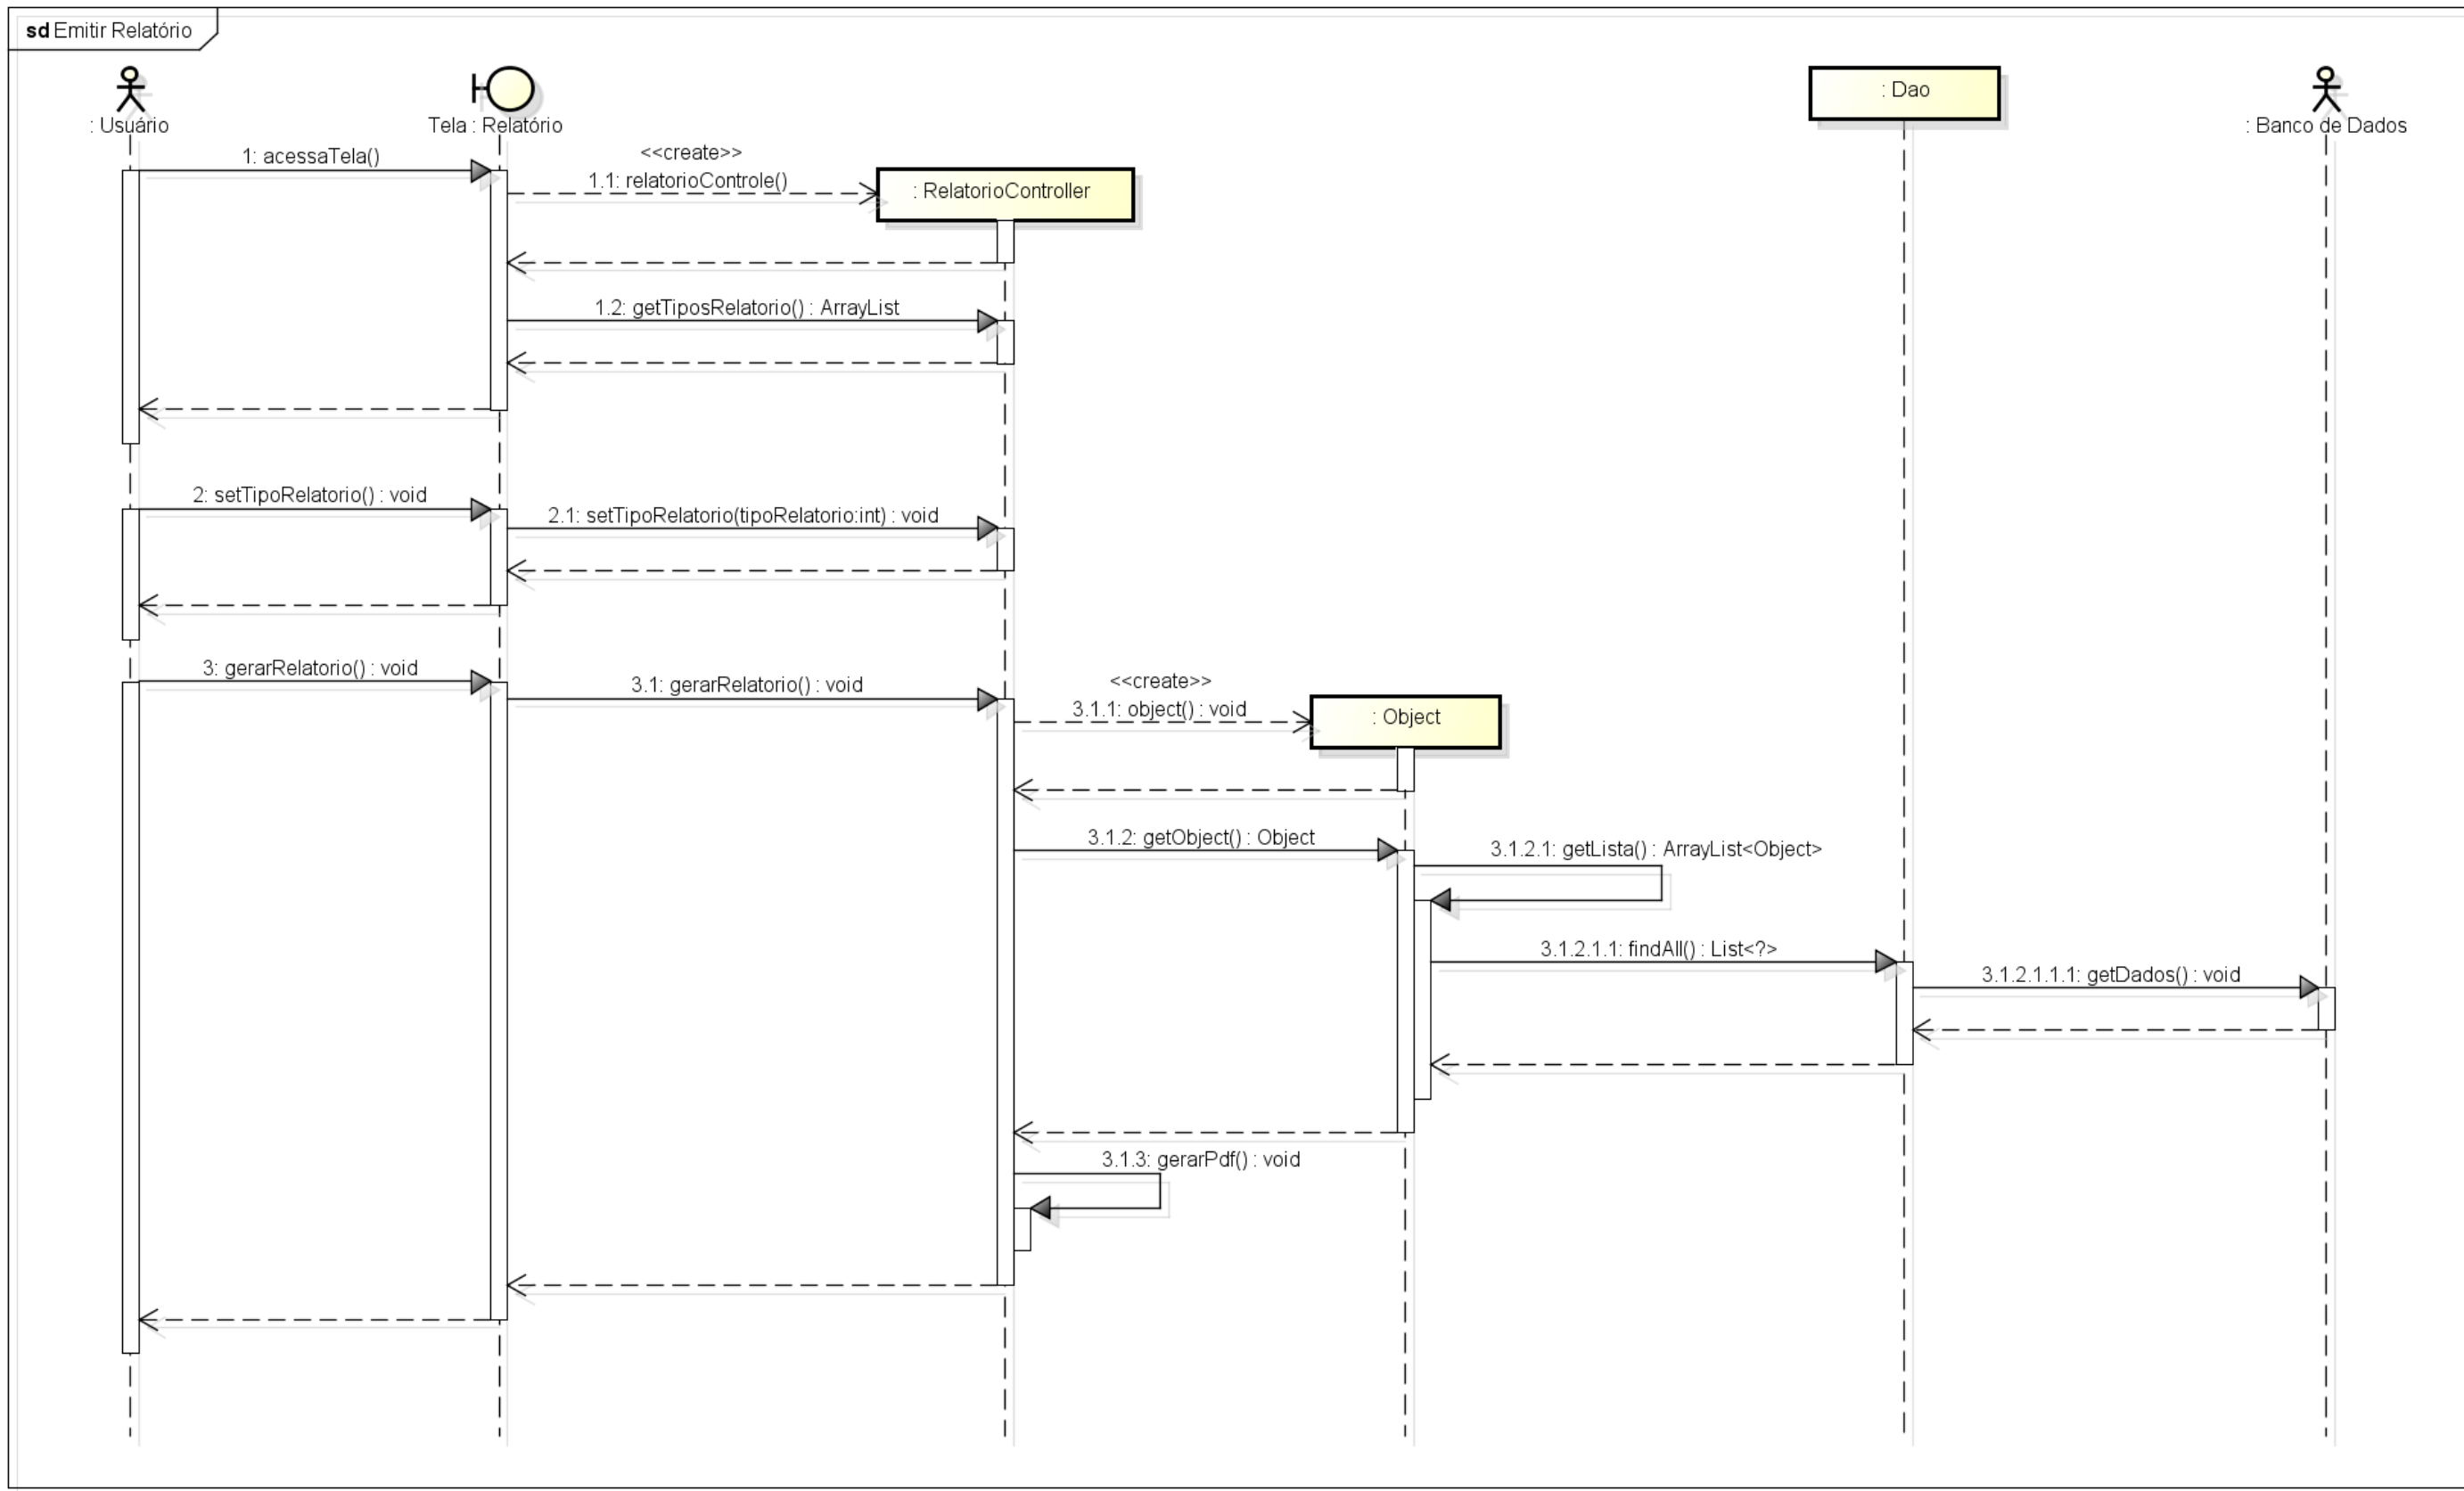 sd Emitir Relatório
: Usuário
Tela : Relatório
: Dao
: Banco de Dados
1: acessaTela()
<<create>>
1.1: relatorioControle()
: RelatorioController
1.2: getTiposRelatorio() : ArrayList
2: setTipoRelatorio() : void
2.1: setTipoRelatorio(tipoRelatorio:int) : void
3: gerarRelatorio() : void
3.1: gerarRelatorio() : void
<<create>>
3.1.1: object() : void
: Object
3.1.2: getObject() : Object
3.1.2.1: getLista() : ArrayList<Object>
3.1.2.1.1: findAll() : List<?>
3.1.2.1.1.1: getDados() : void
3.1.3: gerarPdf() : void